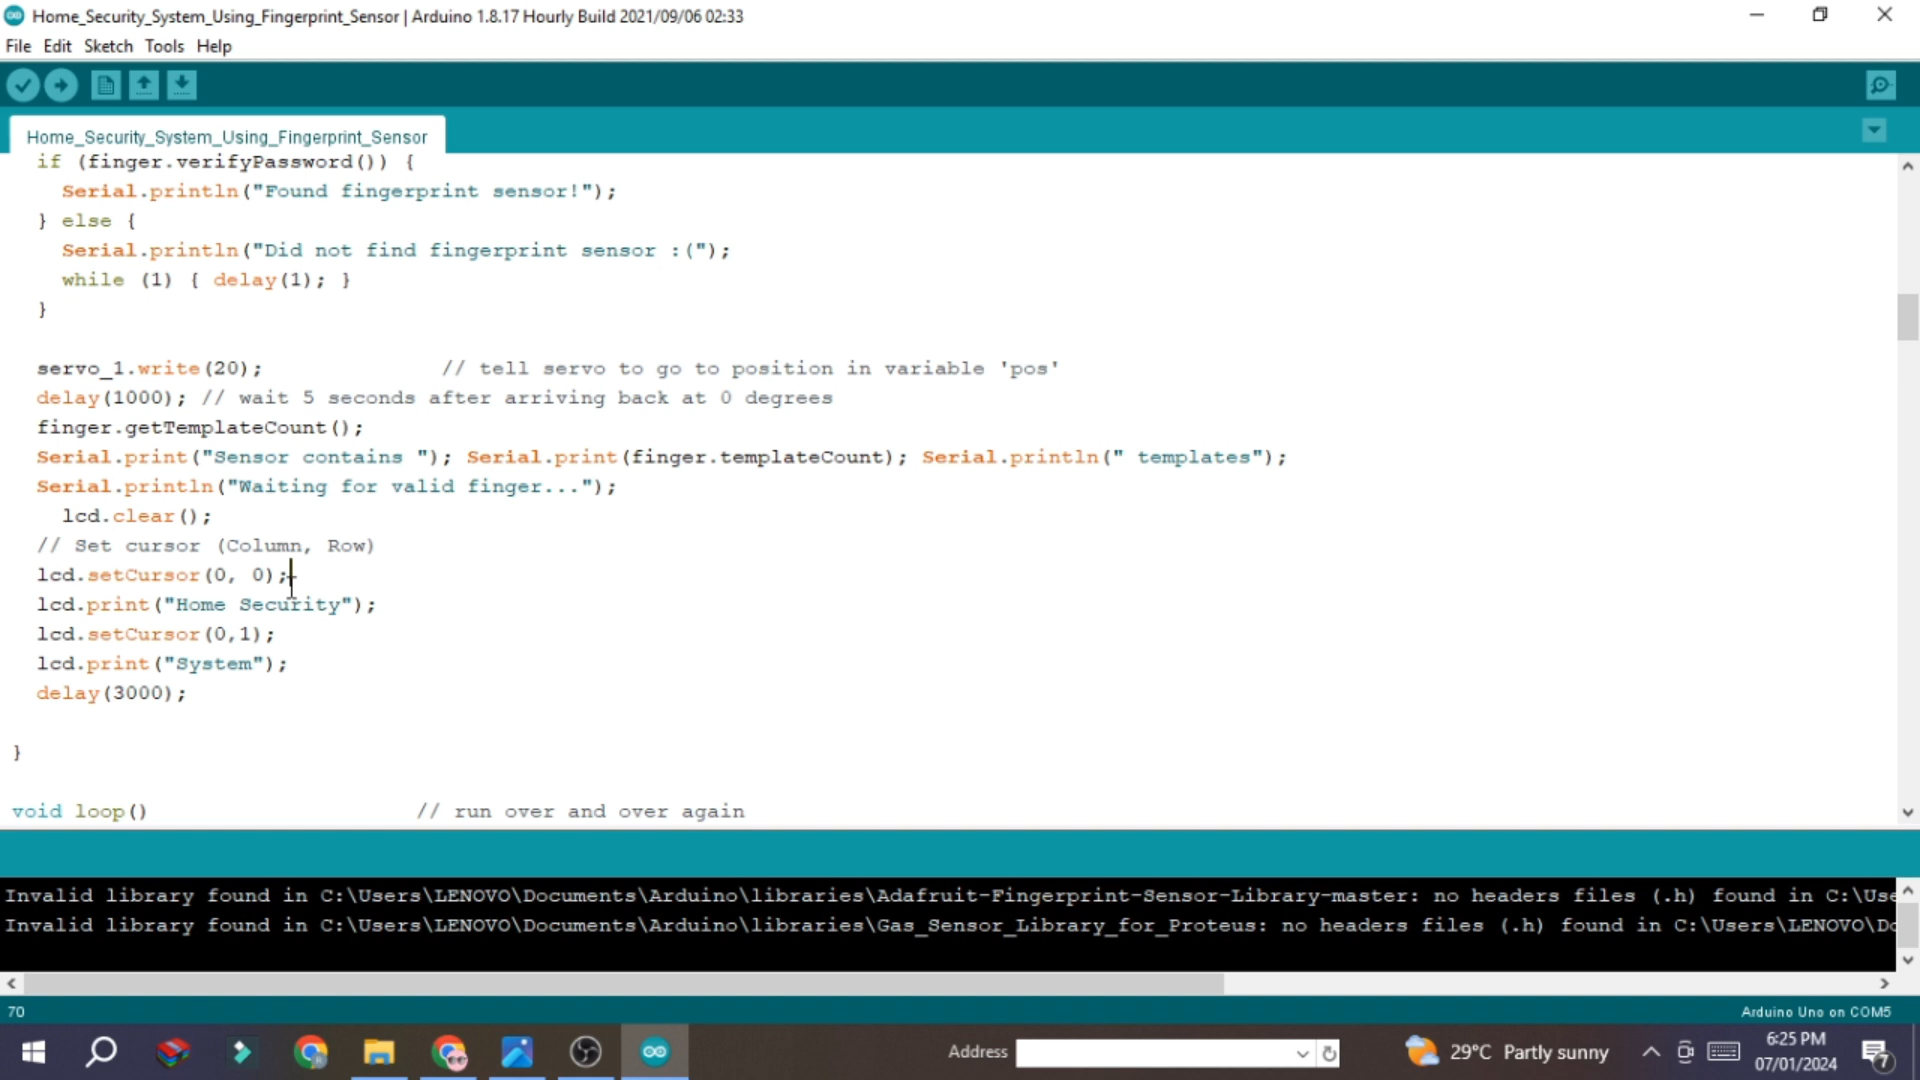 Home_Security_System_Using_Fingerprint_Sensor | Arduino 1.8.17 Hourly Build 2021/09/06 02:33
File Edit Sketch Tools Help
Home_Security_System_Using_Fingerprint_Sensor
if (finger.verifyPassword()) {
Serial.println("Found fingerprint sensor!");
} else {
Serial.println("Did not find fingerprint sensor :(");
while (1) { delay(1); }
}
servo_1.write(20); // tell servo to go to position in variable 'pos'
delay(1000); // wait 5 seconds after arriving back at 0 degrees
finger.getTemplateCount();
Serial.print("Sensor contains "); Serial.print(finger.templateCount); Serial.println(" templates");
Serial.println("Waiting for valid finger...");
lcd.clear();
// Set cursor (Column, Row)
lcd.setCursor(0, 0);
lcd.print("Home Security");
lcd.setCursor(0,1);
lcd.print("System");
delay(3000);
}
void loop() // run over and over again
Invalid library found in C:\Users\LENOVO\Documents\Arduino\libraries\Adafruit-Fingerprint-Sensor-Library-master: no headers files (.h) found in C:\Use
Invalid library found in C:\Users\LENOVO\Documents\Arduino\libraries\Gas_Sensor_Library_for_Proteus: no headers files (.h) found in C:\Users\LENOVO\Do
70 Arduino Uno on COM5
Address 29°C Partly sunny 6:25 PM
07/01/2024 7